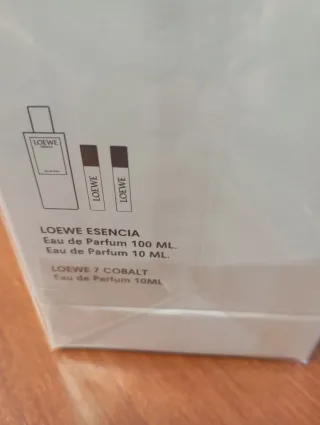 LOEWE
LOEWE
LOEWE
LOEWE ESENCIA
Eau de Parfum 100 ML.
Eau de Parfum 10 ML.
LOEWE 7 COBALT
Eau de Parfum 10ML